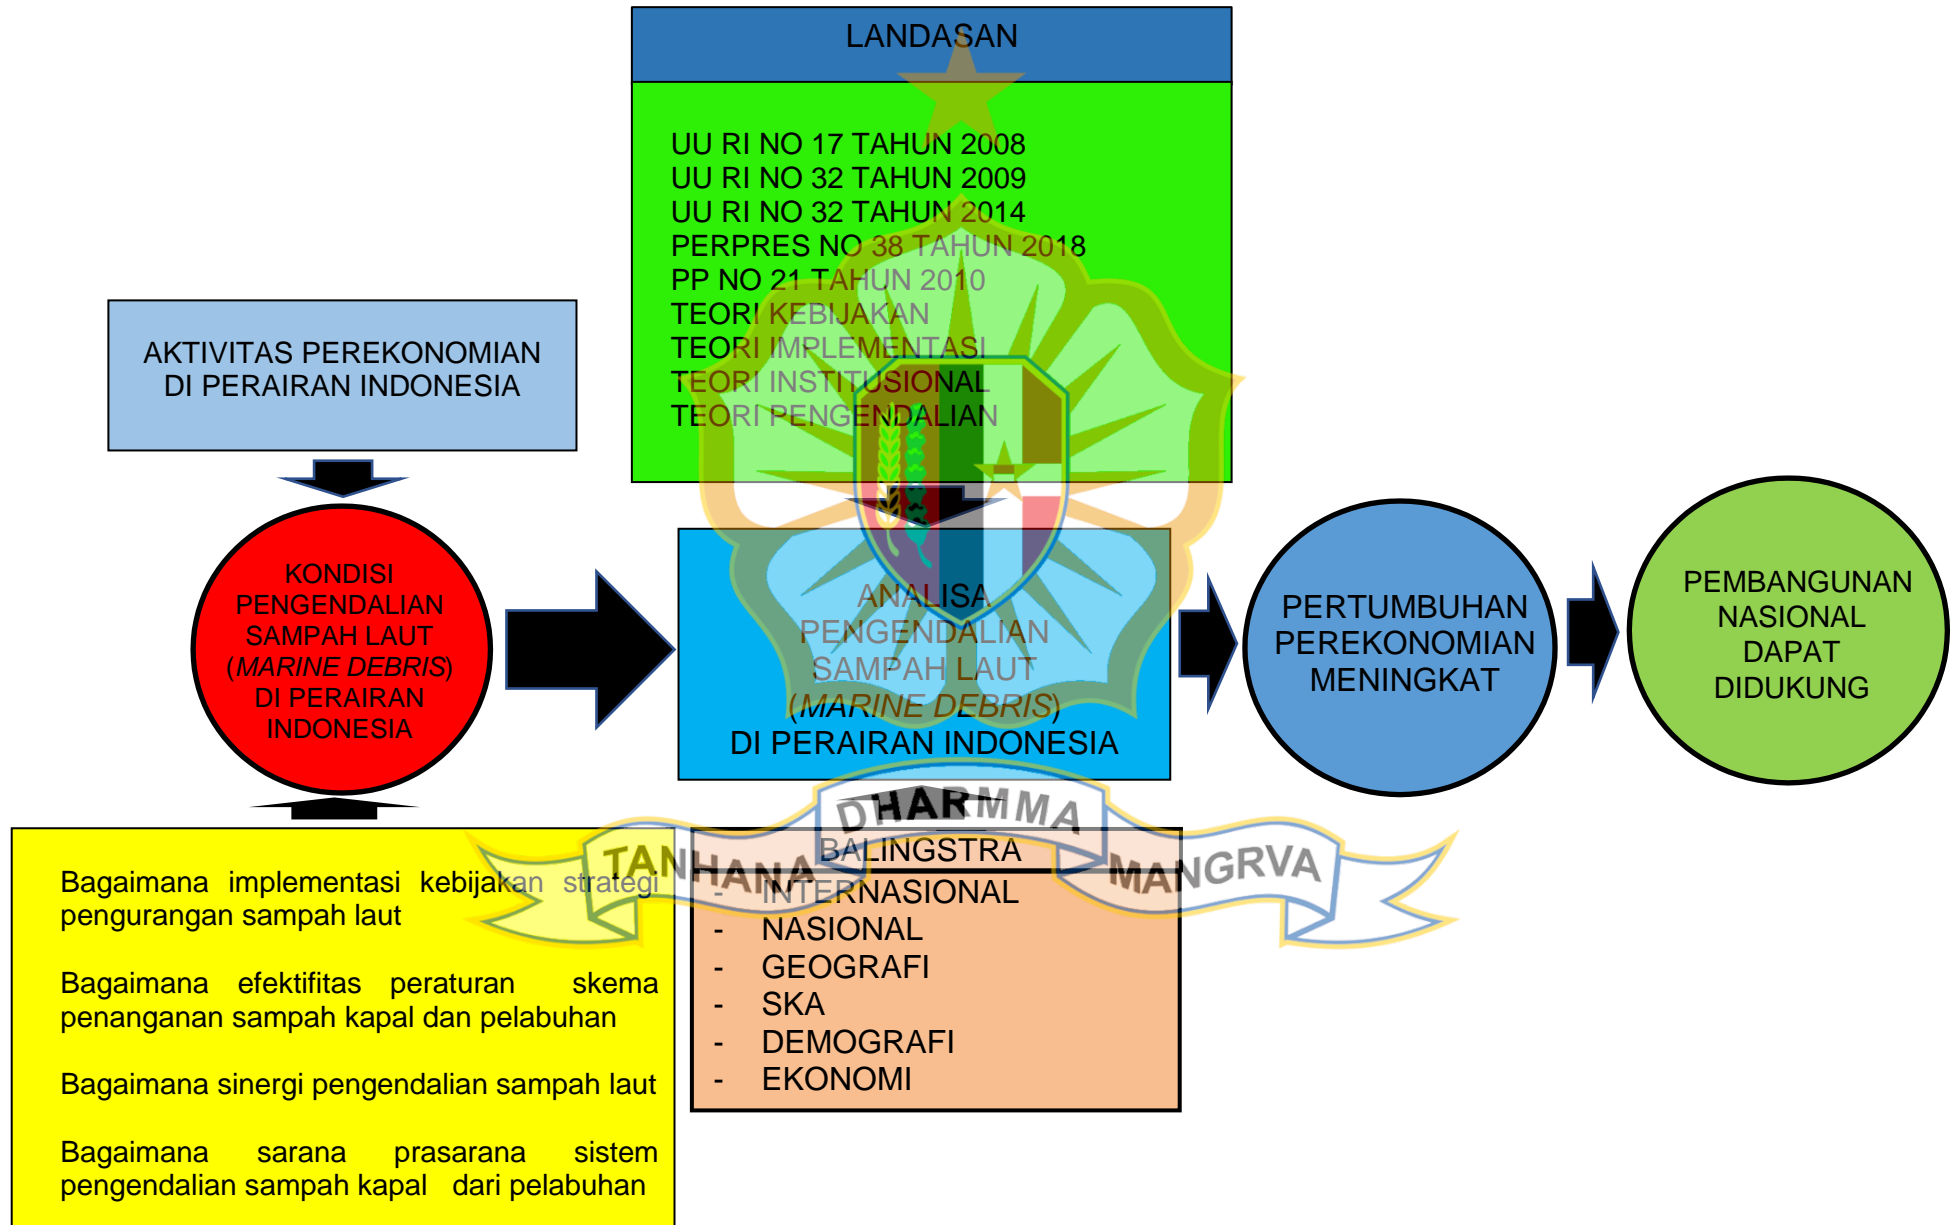 LANDASAN
UU RI NO 17 TAHUN 2008
UU RI NO 32 TAHUN 2009
UU RI NO 32 TAHUN 2014
PERPRES NO 38 TAHUN 2018
PP NO 21 TAHUN 2010
TEORI KEBIJAKAN
TEORI IMPLEMENTASI
TEORI INSTITUSIONAL
TEORI PENGENDALIAN
AKTIVITAS PEREKONOMIAN
DI PERAIRAN INDONESIA
KONDISI
PENGENDALIAN
SAMPAH LAUT
(MARINE DEBRIS)
DI PERAIRAN
INDONESIA
ANALISA
PENGENDALIAN
SAMPAH LAUT
(MARINE DEBRIS)
DI PERAIRAN INDONESIA
PERTUMBUHAN
PEREKONOMIAN
MENINGKAT
PEMBANGUNAN
NASIONAL
DAPAT
DIDUKUNG
TANHANA DHARMMA MANGRVA
Bagaimana implementasi kebijakan strategi
pengurangan sampah laut
Bagaimana efektifitas peraturan skema
penanganan sampah kapal dan pelabuhan
Bagaimana sinergi pengendalian sampah laut
Bagaimana sarana prasarana sistem
pengendalian sampah kapal dari pelabuhan
BALINGSTRA
- INTERNASIONAL
- NASIONAL
- GEOGRAFI
- SKA
- DEMOGRAFI
- EKONOMI